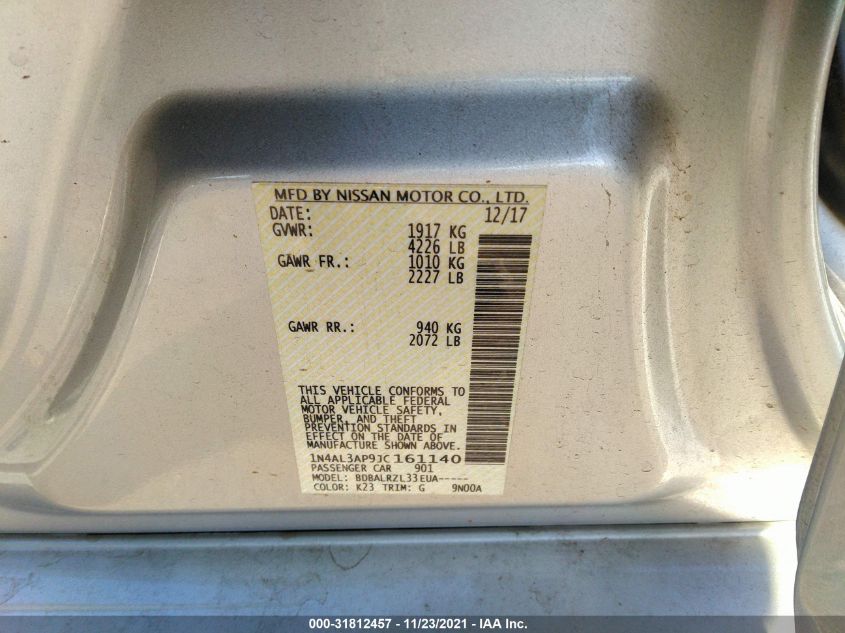 MFD BY NISSAN MOTOR CO., LTD.
DATE: 12/17
GVWR: 1917 KG
4226 LB
GAWR FR.: 1010 KG
2227 LB
GAWR RR.: 940 KG
2072 LB
THIS VEHICLE CONFORMS TO
ALL APPLICABLE FEDERAL
MOTOR VEHICLE SAFETY,
BUMPER, AND THEFT
PREVENTION STANDARDS IN
EFFECT ON THE DATE OF
MANUFACTURE SHOWN ABOVE.
1N4AL3AP9JC161140
PASSENGER CAR 901
MODEL: BDBALRZL33EUA-----
COLOR: K23 TRIM: G 9N00A
000-31812457 - 11/23/2021 - IAA Inc.